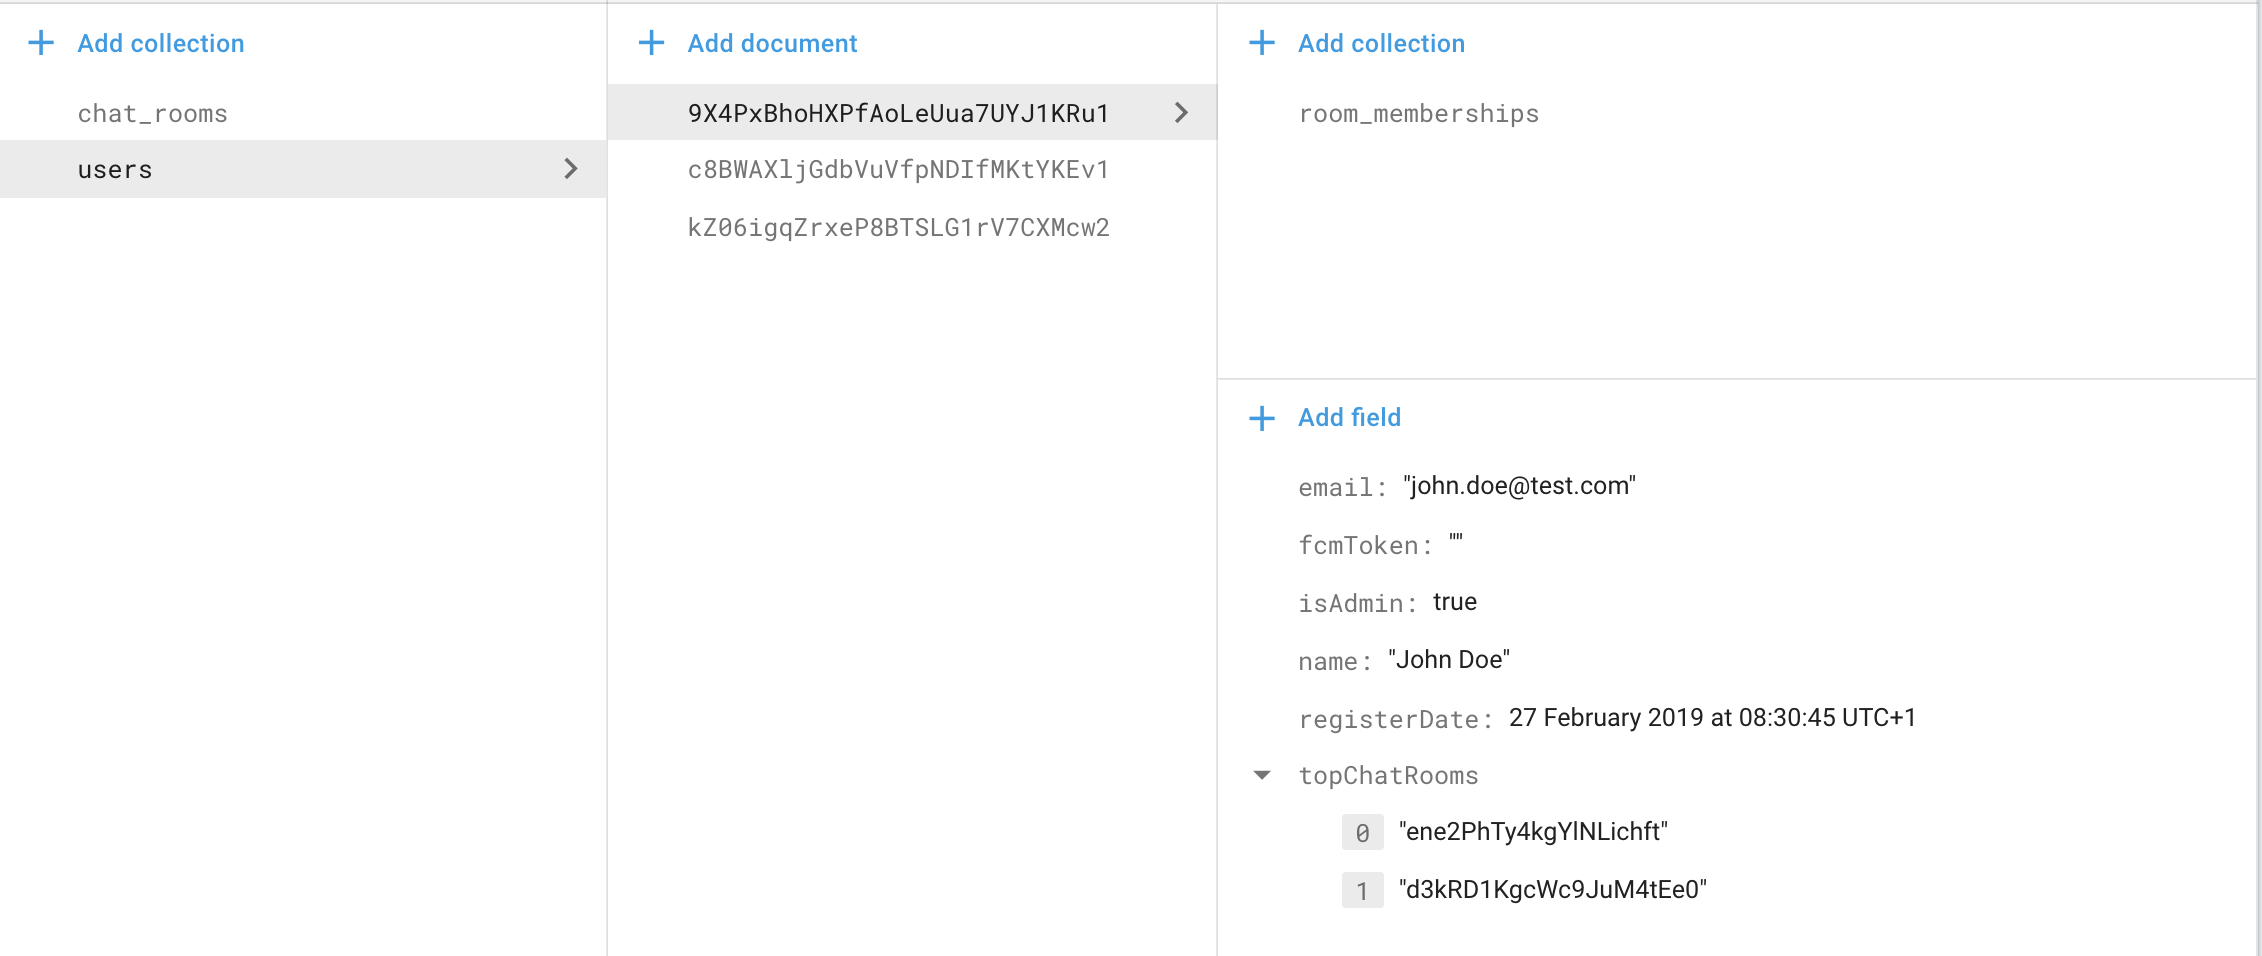 Add collection
chat_rooms
users
Add document
9X4PxBhoHXPfAoLeUua7UYJ1KRu1
c8BWAXljGdbVuVfpNDIfMKtYKEv1
kZ06igqZrxeP8BTSLG1rV7CXMcw2
Add collection
room_memberships
Add field
email: "john.doe@test.com"
fcmToken: ""
isAdmin: true
name: "John Doe"
registerDate: 27 February 2019 at 08:30:45 UTC+1
topChatRooms
0 "ene2PhTy4kgYlNLichft"
1 "d3kRD1KgcWc9JuM4tEe0"